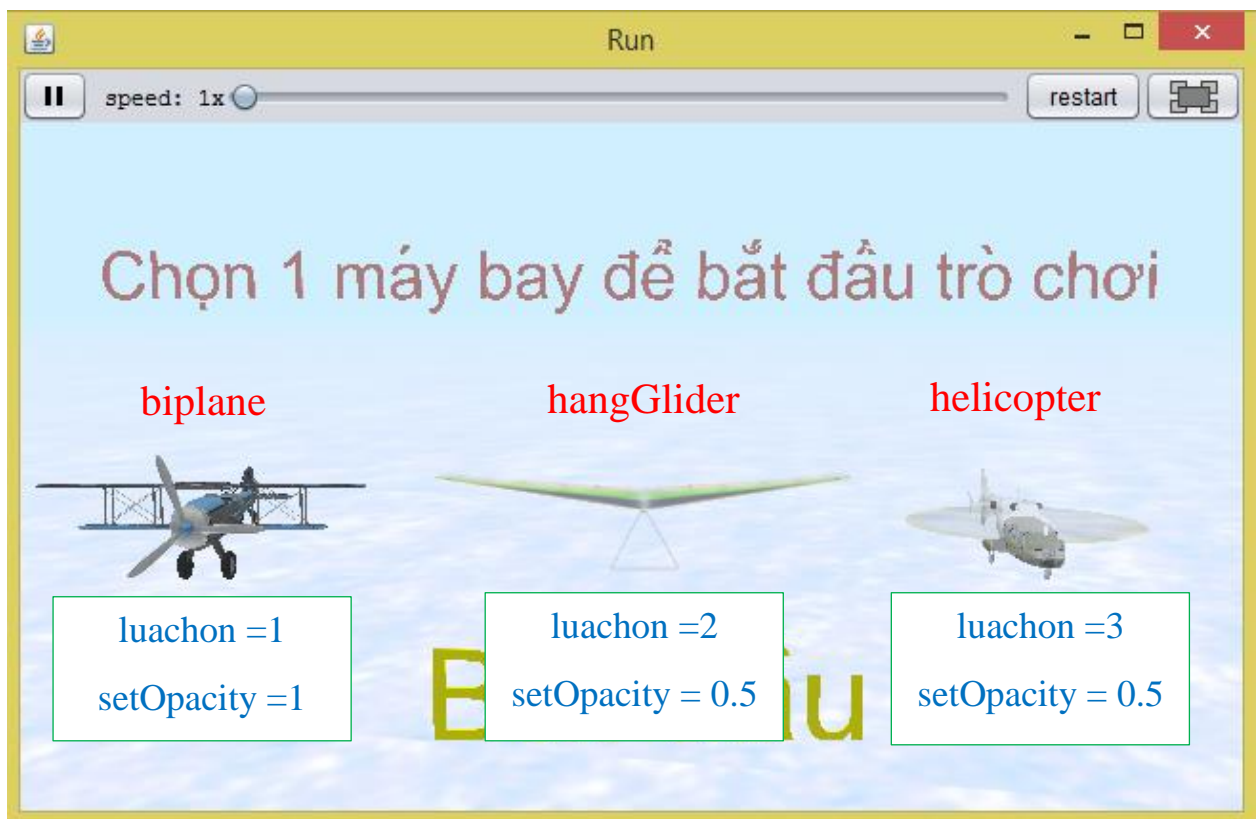 Run
speed: 1x
restart
Chọn 1 máy bay để bắt đầu trò chơi
biplane
hangGlider
helicopter
luachon =1
setOpacity =1
luachon =2
setOpacity = 0.5
luachon =3
setOpacity = 0.5